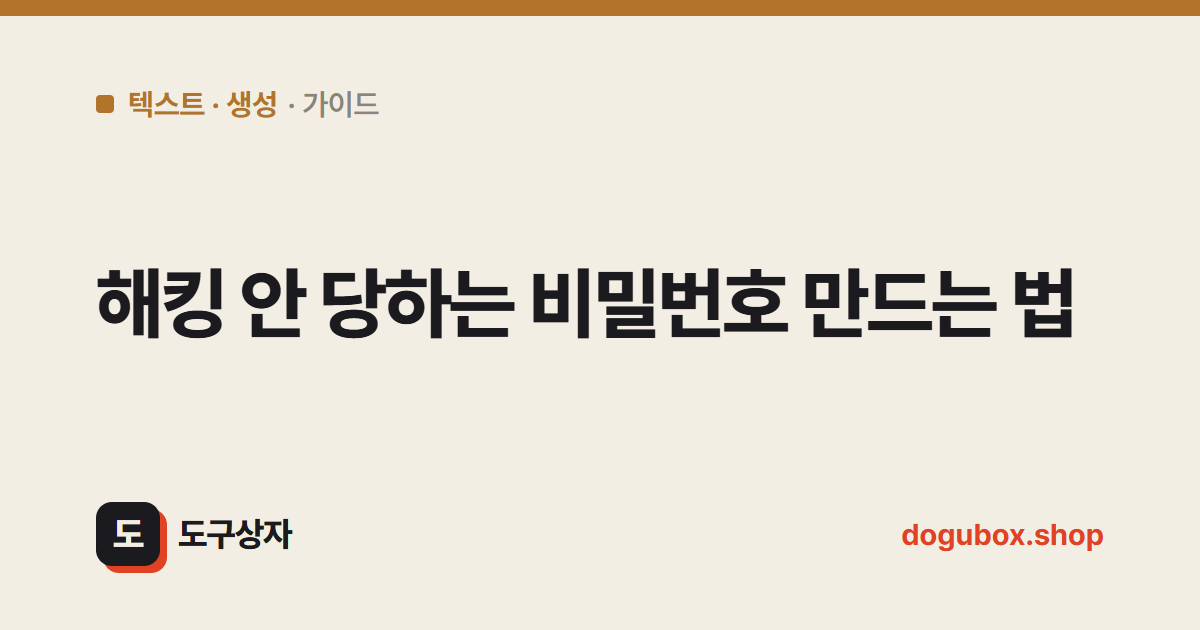 텍스트 · 생성 · 가이드
해킹 안 당하는 비밀번호 만드는 법
도 도구상자
dogubox.shop